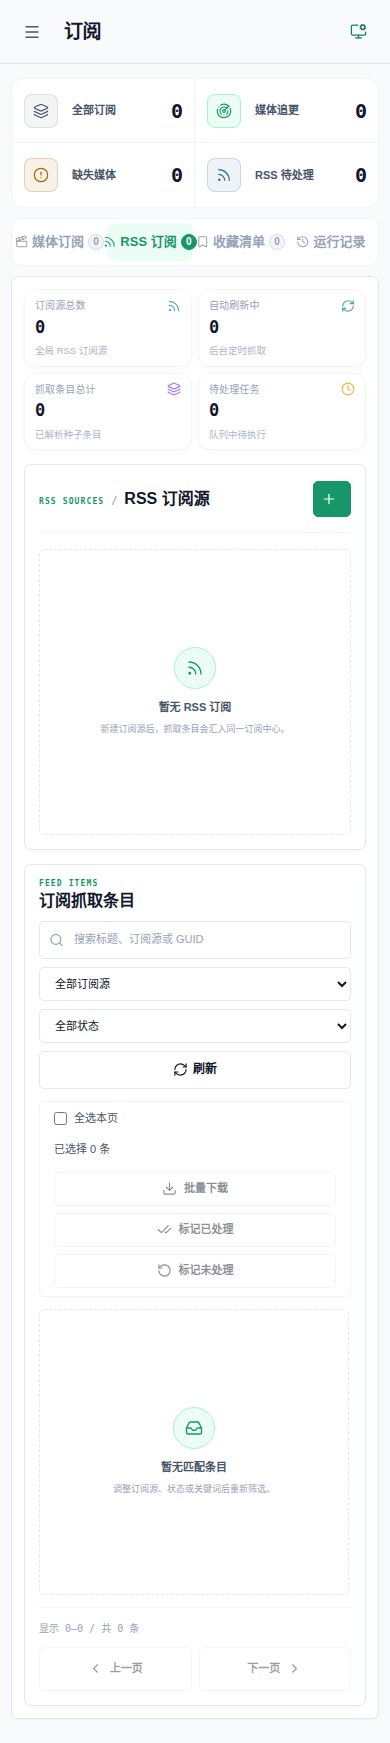 订阅
全部订阅 0
媒体追更 0
缺失媒体 0
RSS 待处理 0
媒体订阅 0 RSS 订阅 0 收藏清单 0 运行记录
订阅源总数
0
全局 RSS 订阅源
自动刷新中
0
后台定时抓取
抓取条目总计
0
已解析种子条目
待处理任务
0
队列中待执行
RSS SOURCES / RSS 订阅源
暂无 RSS 订阅
新建订阅源后，抓取条目会汇入同一订阅中心。
FEED ITEMS
订阅抓取条目
搜索标题、订阅源或 GUID
全部订阅源
全部状态
刷新
全选本页
已选择 0 条
批量下载
标记已处理
标记未处理
暂无匹配条目
调整订阅源、状态或关键词后重新筛选。
显示 0–0 / 共 0 条
上一页 下一页